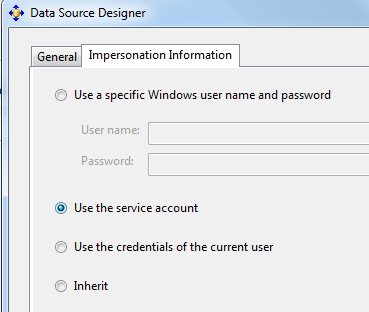 Data Source Designer
General
Impersonation Information
Use a specific Windows user name and password
User name:
Password:
Use the service account
Use the credentials of the current user
Inherit